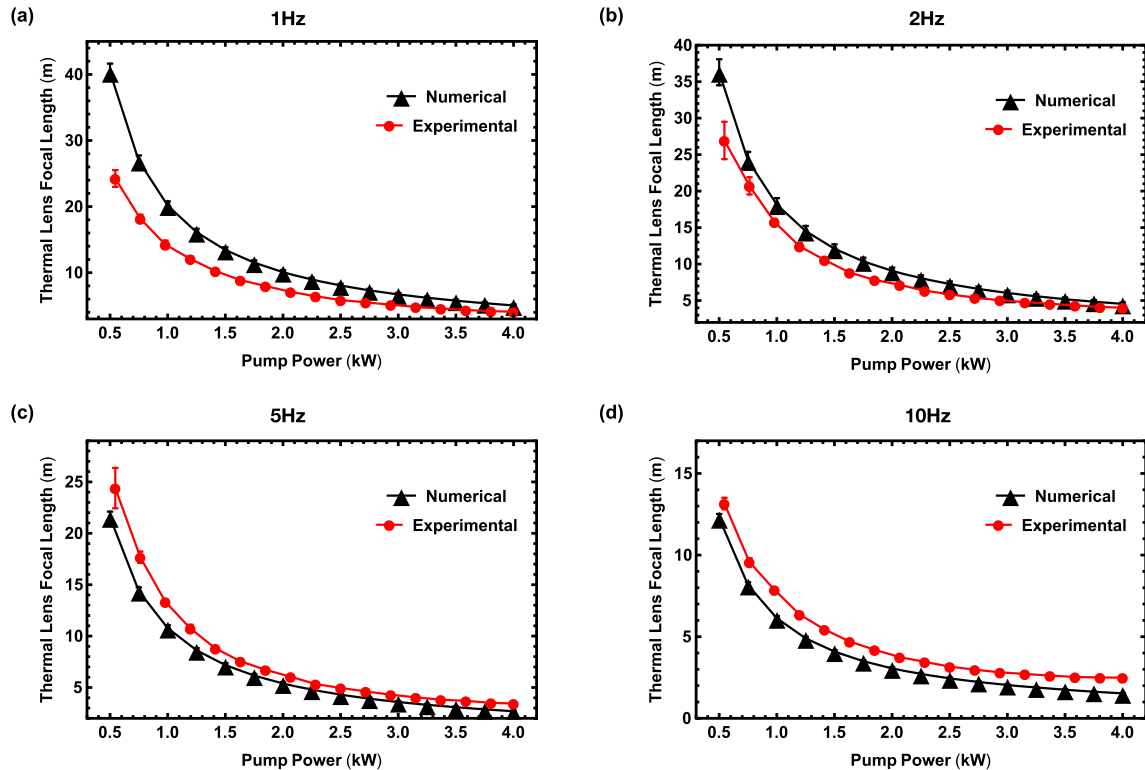 (a)
1Hz
Thermal Lens Focal Length (m)
40
30
20
10
Numerical
Experimental
0.5 1.0 1.5 2.0 2.5 3.0 3.5 4.0
Pump Power (kW)
(b)
2Hz
Thermal Lens Focal Length (m)
40
35
30
25
20
15
10
5
Numerical
Experimental
0.5 1.0 1.5 2.0 2.5 3.0 3.5 4.0
Pump Power (kW)
(c)
5Hz
Thermal Lens Focal Length (m)
25
20
15
10
5
Numerical
Experimental
0.5 1.0 1.5 2.0 2.5 3.0 3.5 4.0
Pump Power (kW)
(d)
10Hz
Thermal Lens Focal Length (m)
15
10
5
0
Numerical
Experimental
0.5 1.0 1.5 2.0 2.5 3.0 3.5 4.0
Pump Power (kW)